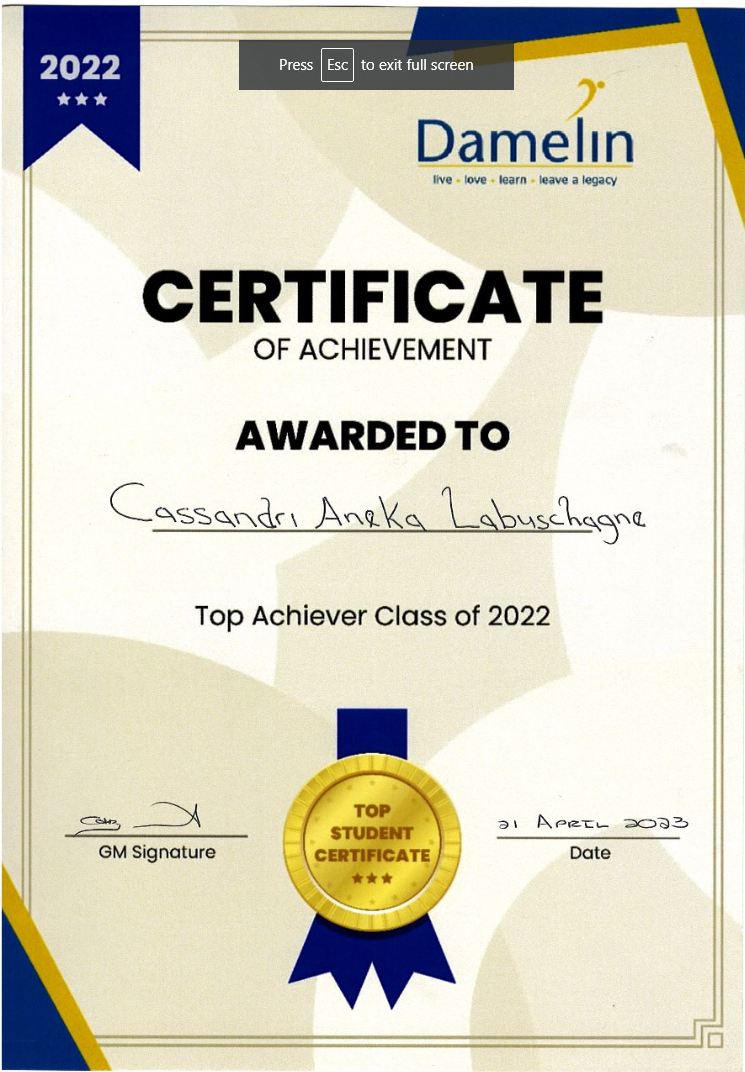 2022
Press Esc to exit full screen
Damelin
live • love • learn • leave a legacy
CERTIFICATE
OF ACHIEVEMENT
AWARDED TO
Cassandri Aneka Labuschagne
Top Achiever Class of 2022
TOP
STUDENT
CERTIFICATE
GM Signature
21 APRIL 2023
Date